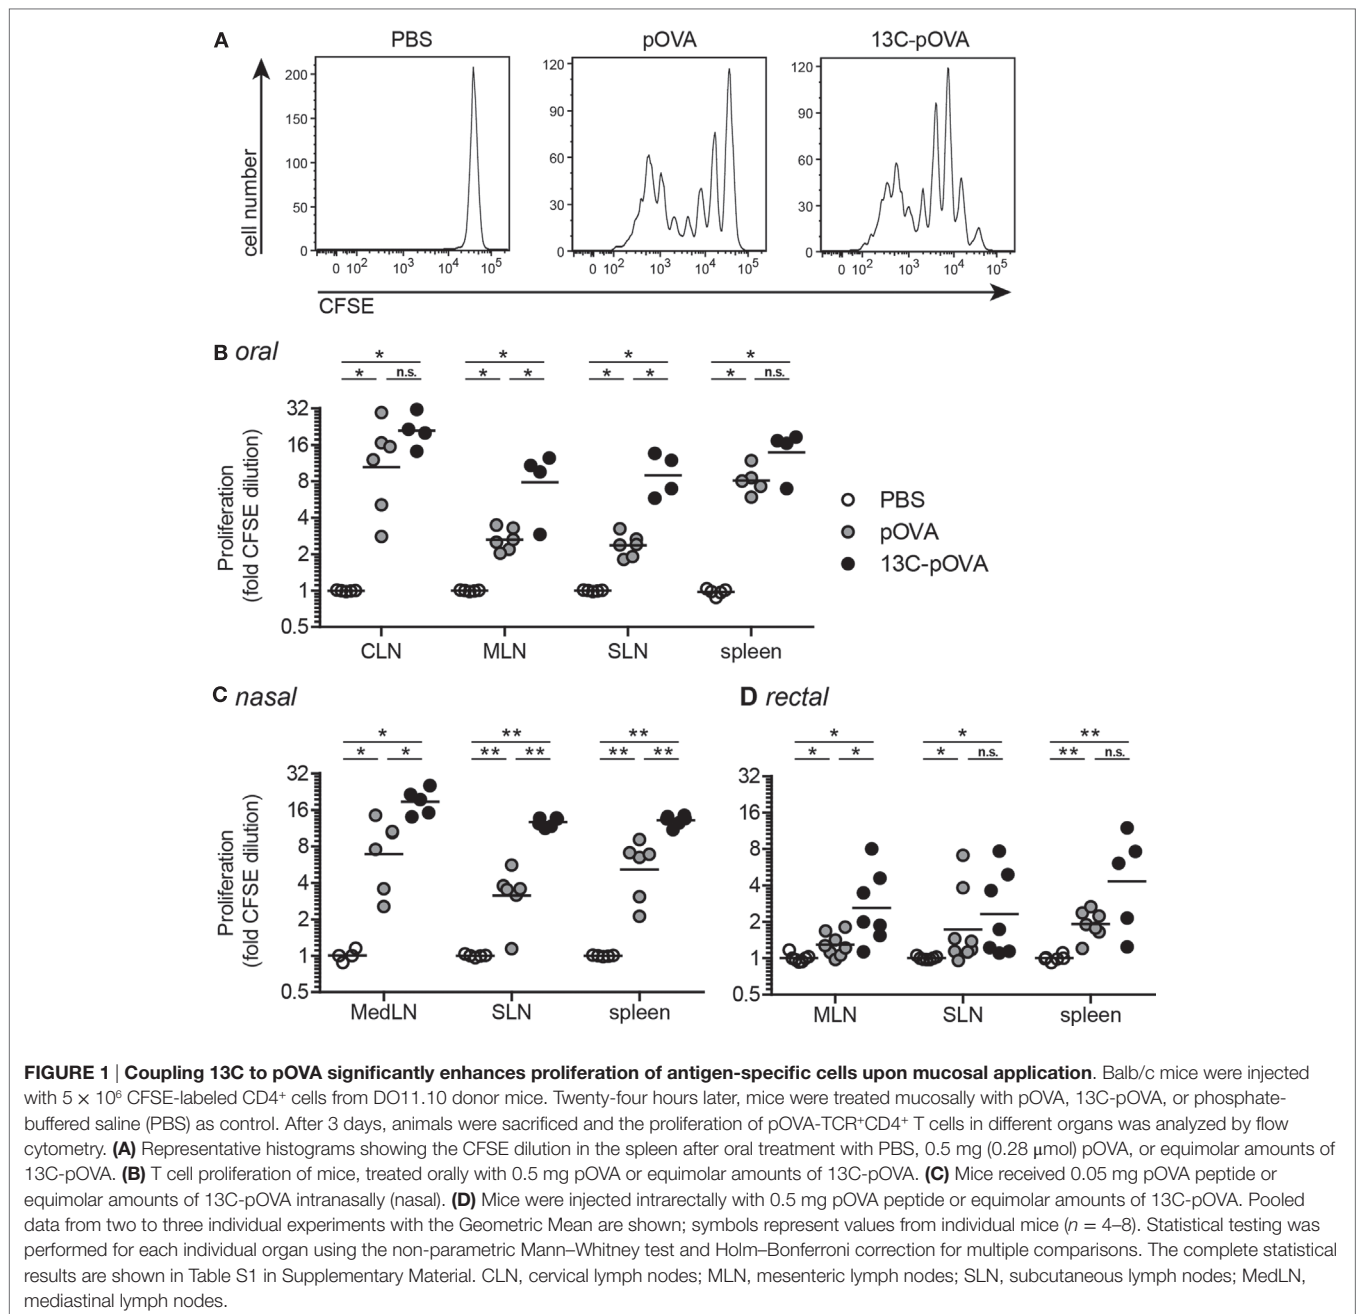 A
PBS
pOVA
13C-pOVA
cell number
200
150
100
50
0
0 10² 10³ 10⁴ 10⁵
120
90
60
30
0
0 10² 10³ 10⁴ 10⁵
120
90
60
30
0
0 10² 10³ 10⁴ 10⁵
CFSE
B oral
* * * *
* n.s. * * * * * n.s.
Proliferation
(fold CFSE dilution)
32
16
8
4
2
1
0.5
CLN MLN SLN spleen
PBS
pOVA
13C-pOVA
C nasal
* ** **
* * ** ** ** **
Proliferation
(fold CFSE dilution)
32
16
8
4
2
1
0.5
MedLN SLN spleen
D rectal
* * **
* * * n.s. ** n.s.
32
16
8
4
2
1
0.5
MLN SLN spleen
FIGURE 1 | Coupling 13C to pOVA significantly enhances proliferation of antigen-specific cells upon mucosal application. Balb/c mice were injected
with 5 × 10⁶ CFSE-labeled CD4⁺ cells from DO11.10 donor mice. Twenty-four hours later, mice were treated mucosally with pOVA, 13C-pOVA, or phosphate-
buffered saline (PBS) as control. After 3 days, animals were sacrificed and the proliferation of pOVA-TCR⁺CD4⁺ T cells in different organs was analyzed by flow
cytometry. (A) Representative histograms showing the CFSE dilution in the spleen after oral treatment with PBS, 0.5 mg (0.28 μmol) pOVA, or equimolar amounts of
13C-pOVA. (B) T cell proliferation of mice, treated orally with 0.5 mg pOVA or equimolar amounts of 13C-pOVA. (C) Mice received 0.05 mg pOVA peptide or
equimolar amounts of 13C-pOVA intranasally (nasal). (D) Mice were injected intrarectally with 0.5 mg pOVA peptide or equimolar amounts of 13C-pOVA. Pooled
data from two to three individual experiments with the Geometric Mean are shown; symbols represent values from individual mice (n = 4–8). Statistical testing was
performed for each individual organ using the non-parametric Mann–Whitney test and Holm–Bonferroni correction for multiple comparisons. The complete statistical
results are shown in Table S1 in Supplementary Material. CLN, cervical lymph nodes; MLN, mesenteric lymph nodes; SLN, subcutaneous lymph nodes; MedLN,
mediastinal lymph nodes.